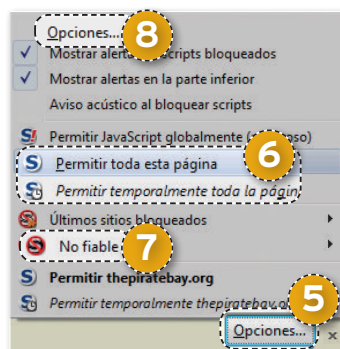 Opciones... 8
Mostrar alertas scripts bloqueados
Mostrar alertas en la parte inferior
Aviso acústico al bloquear scripts
Permitir JavaScript globalmente
Permitir toda esta página 6
Permitir temporalmente toda la página
Últimos sitios bloqueados
No fiable 7
Permitir thepiratebay.org
Permitir temporalmente thepiratebay.o 5
Opciones... x